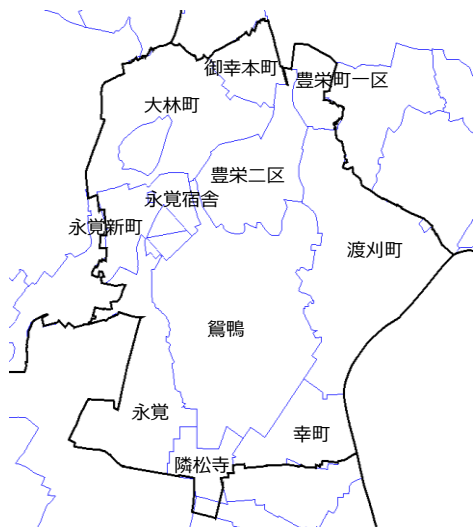 御幸本町
豊栄町一区
大林町
豊栄二区
永覚宿舎
永覚新町
渡刈町
鴛鴨
永覚
幸町
隣松寺